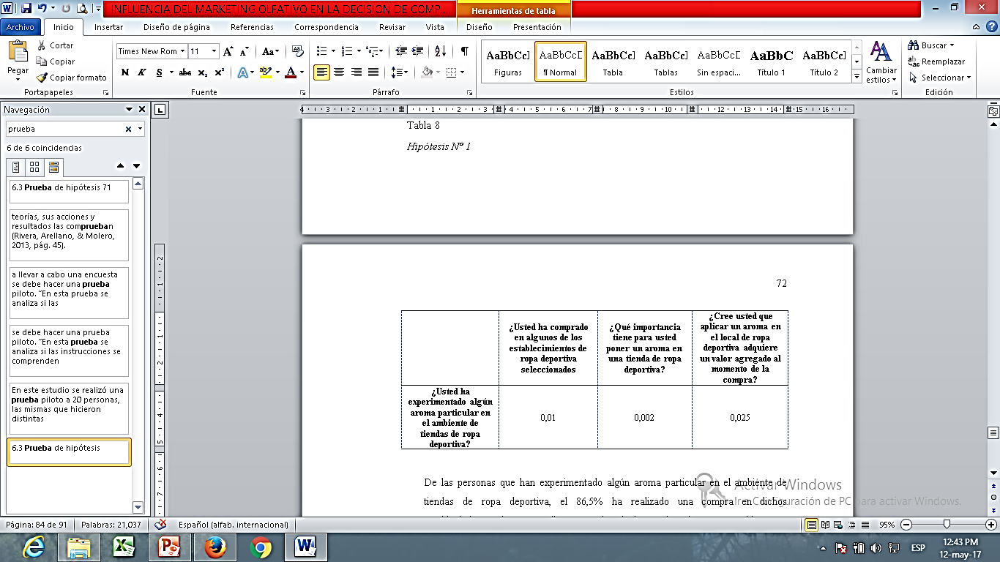 INFLUENCIA DEL MARKETING OLFATIVO EN LA DECISION DE COMP...
Herramientas de tabla
Archivo Inicio Insertar Diseño de página Referencias Correspondencia Revisar Vista Diseño Presentación
Pegar
Cortar
Copiar
Copiar formato
Portapapeles
Times New Rom 11
N K S abc x₂ x²
Fuente
Párrafo
AaBbCcI AaBbCcI AaBbCcI AaBbCcI AaBbCcI AaBbC AaBbCcI
Figuras ¶ Normal Tabla Tablas Sin espaci... Título 1 Título 2
Estilos
Cambiar
estilos
Buscar
Reemplazar
Seleccionar
Edición
Navegación
prueba
6 de 6 coincidencias
6.3 Prueba de hipótesis 71
teorías, sus acciones y
resultados las comprueban
(Rivera, Arellano, & Molero,
2013, pág. 45).
a llevar a cabo una encuesta
se debe hacer una prueba
piloto. “En esta prueba se
analiza si las
se debe hacer una prueba
piloto. “En esta prueba se
analiza si las instrucciones se
comprenden
En este estudio se realizó una
prueba piloto a 20 personas,
las mismas que hicieron
distintas
6.3 Prueba de hipótesis
Tabla 8
Hipótesis N° 1
72
¿Usted ha comprado
en algunos de los
establecimientos de
ropa deportiva
seleccionados
¿Qué importancia
tiene para usted
poner un aroma en
una tienda de ropa
deportiva?
¿Cree usted que
aplicar un aroma en
el local de ropa
deportiva adquiere
un valor agregado al
momento de la
compra?
¿Usted ha
experimentado algún
aroma particular en
el ambiente de
tiendas de ropa
deportiva?
0,01 0,002 0,025
De las personas que han experimentado algún aroma particular en el ambiente de
tiendas de ropa deportiva, el 86,5% ha realizado una compra en dichos
Activar Windows
Ir a Configuración de PC para activar Windows.
Página: 84 de 91 Palabras: 21,037 Español (alfab. internacional) 95%
ESP
12:43 PM
12-may-17